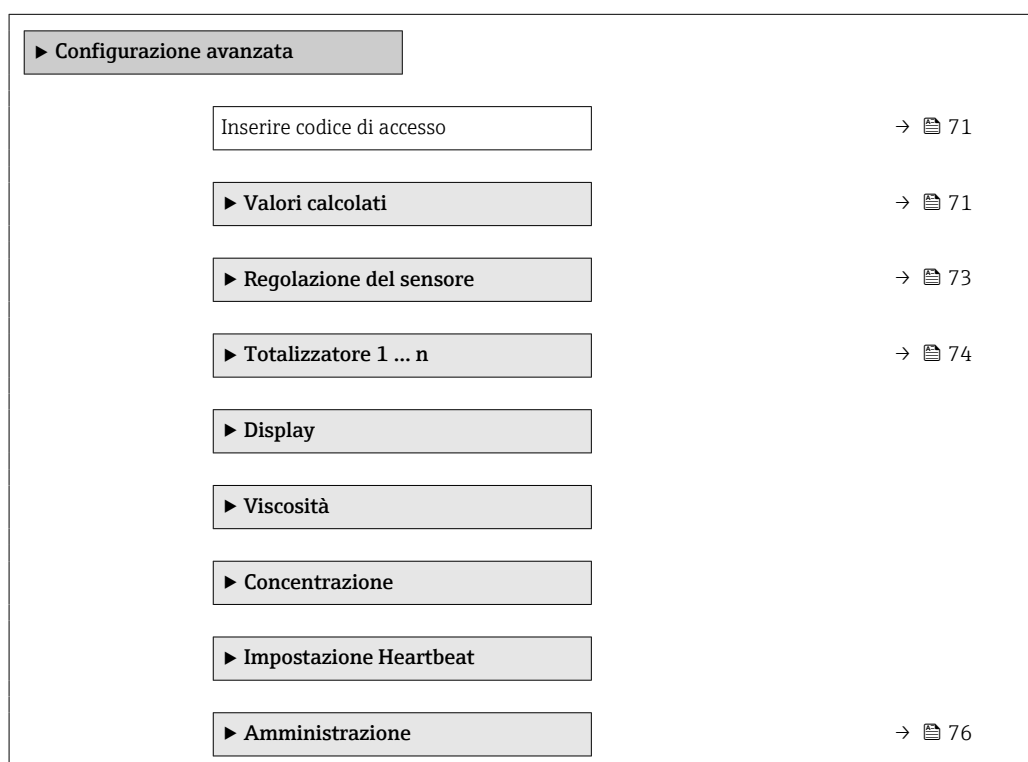 ▶ Configurazione avanzata
Inserire codice di accesso → 71
▶ Valori calcolati → 71
▶ Regolazione del sensore → 73
▶ Totalizzatore 1 … n → 74
▶ Display
▶ Viscosità
▶ Concentrazione
▶ Impostazione Heartbeat
▶ Amministrazione → 76